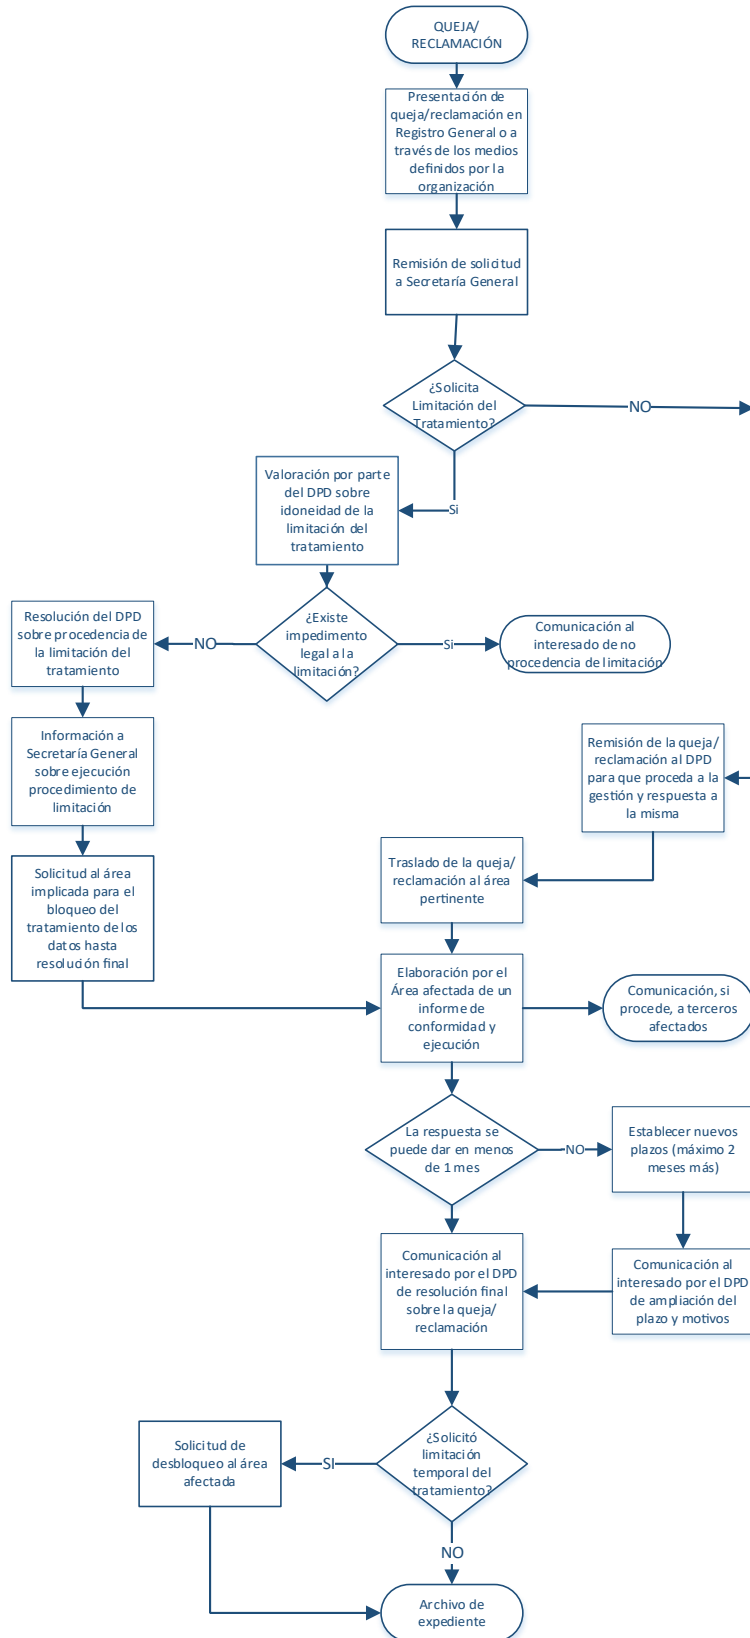 QUEJA/
RECLAMACIÓN
Presentación de
queja/reclamación en
Registro General o a
través de los medios
definidos por la
organización
Remisión de solicitud
a Secretaría General
¿Solicita
Limitación del
Tratamiento?
NO
Si
Valoración por parte
del DPD sobre
idoneidad de la
limitación del
tratamiento
¿Existe
impedimento
legal a la
limitación?
NO
Si
Resolución del DPD
sobre procedencia de
la limitación del
tratamiento
Comunicación al
interesado de no
procedencia de limitación
Información a
Secretaría General
sobre ejecución
procedimiento de
limitación
Remisión de la queja/
reclamación al DPD
para que proceda a la
gestión y respuesta a
la misma
Solicitud al área
implicada para el
bloqueo del
tratamiento de los
datos hasta
resolución final
Traslado de la queja/
reclamación al área
pertinente
Elaboración por el
Área afectada de un
informe de
conformidad y
ejecución
Comunicación, si
procede, a terceros
afectados
La respuesta se
puede dar en menos
de 1 mes
NO
Establecer nuevos
plazos (máximo 2
meses más)
Comunicación al
interesado por el DPD
de resolución final
sobre la queja/
reclamación
Comunicación al
interesado por el DPD
de ampliación del
plazo y motivos
¿Solicitó
limitación
temporal del
tratamiento?
SI
Solicitud de
desbloqueo al área
afectada
NO
Archivo de
expediente